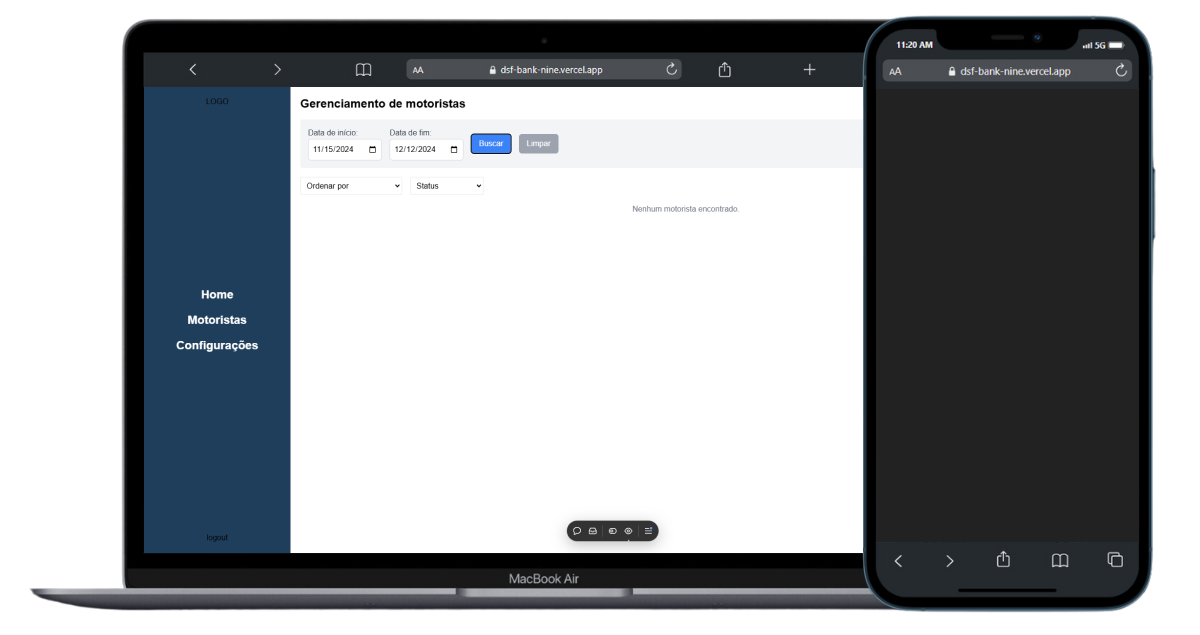 AA dsf-bank-nine.vercel.app
LOGO
Gerenciamento de motoristas
Data de início: Data de fim:
11/15/2024 12/12/2024 Buscar Limpar
Ordenar por Status
Nenhum motorista encontrado.
Home
Motoristas
Configurações
logout
MacBook Air
11:20 AM 5G
AA dsf-bank-nine.vercel.app